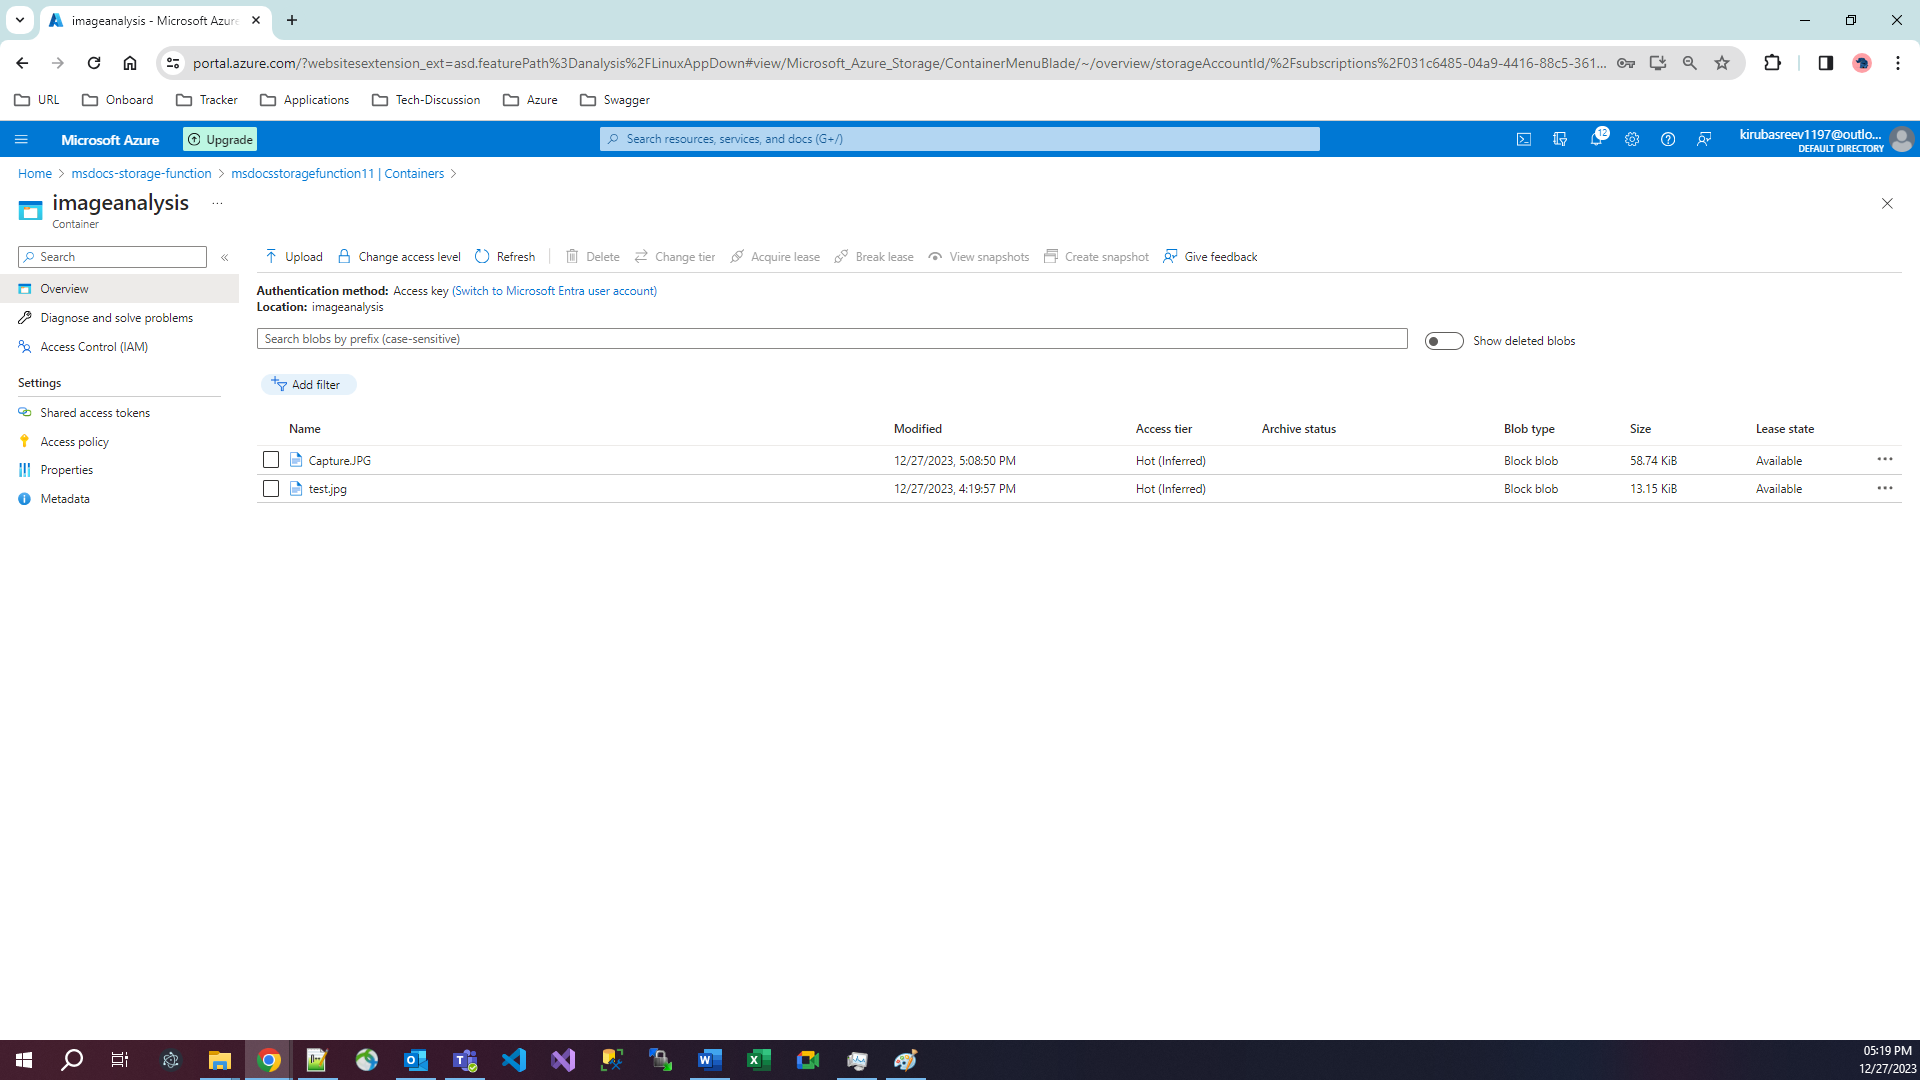 imageanalysis - Microsoft Azure
portal.azure.com/?websitesextension_ext=asd.featurePath%3Danalysis%2FLinuxAppDown#view/Microsoft_Azure_Storage/ContainerMenuBlade/~/overview/storageAccountId/%2Fsubscriptions%2F031c6485-04a9-4416-88c5-361...
URL Onboard Tracker Applications Tech-Discussion Azure Swagger
Microsoft Azure Upgrade Search resources, services, and docs (G+/) 12 kirubasreev1197@outlo...
DEFAULT DIRECTORY
Home > msdocs-storage-function > msdocsstoragefunction11 | Containers >
imageanalysis ...
Container
Search «
Upload Change access level Refresh Delete Change tier Acquire lease Break lease View snapshots Create snapshot Give feedback
Overview
Diagnose and solve problems
Access Control (IAM)
Settings
Shared access tokens
Access policy
Properties
Metadata
Authentication method: Access key (Switch to Microsoft Entra user account)
Location: imageanalysis
Search blobs by prefix (case-sensitive)
Show deleted blobs
Add filter
Name Modified Access tier Archive status Blob type Size Lease state
Capture.JPG 12/27/2023, 5:08:50 PM Hot (Inferred) Block blob 58.74 KiB Available ...
test.jpg 12/27/2023, 4:19:57 PM Hot (Inferred) Block blob 13.15 KiB Available ...
05:19 PM
12/27/2023